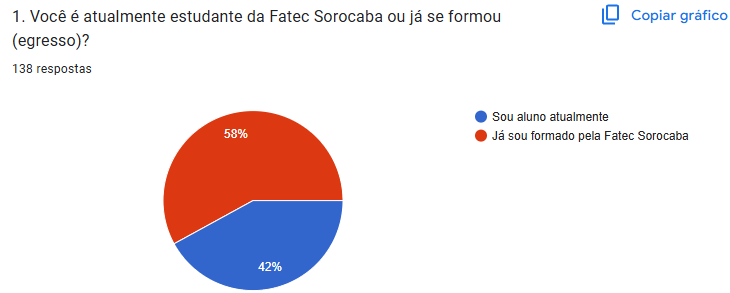 1. Você é atualmente estudante da Fatec Sorocaba ou já se formou
(egresso)?
Copiar gráfico
138 respostas
Sou aluno atualmente
Já sou formado pela Fatec Sorocaba
58%
42%